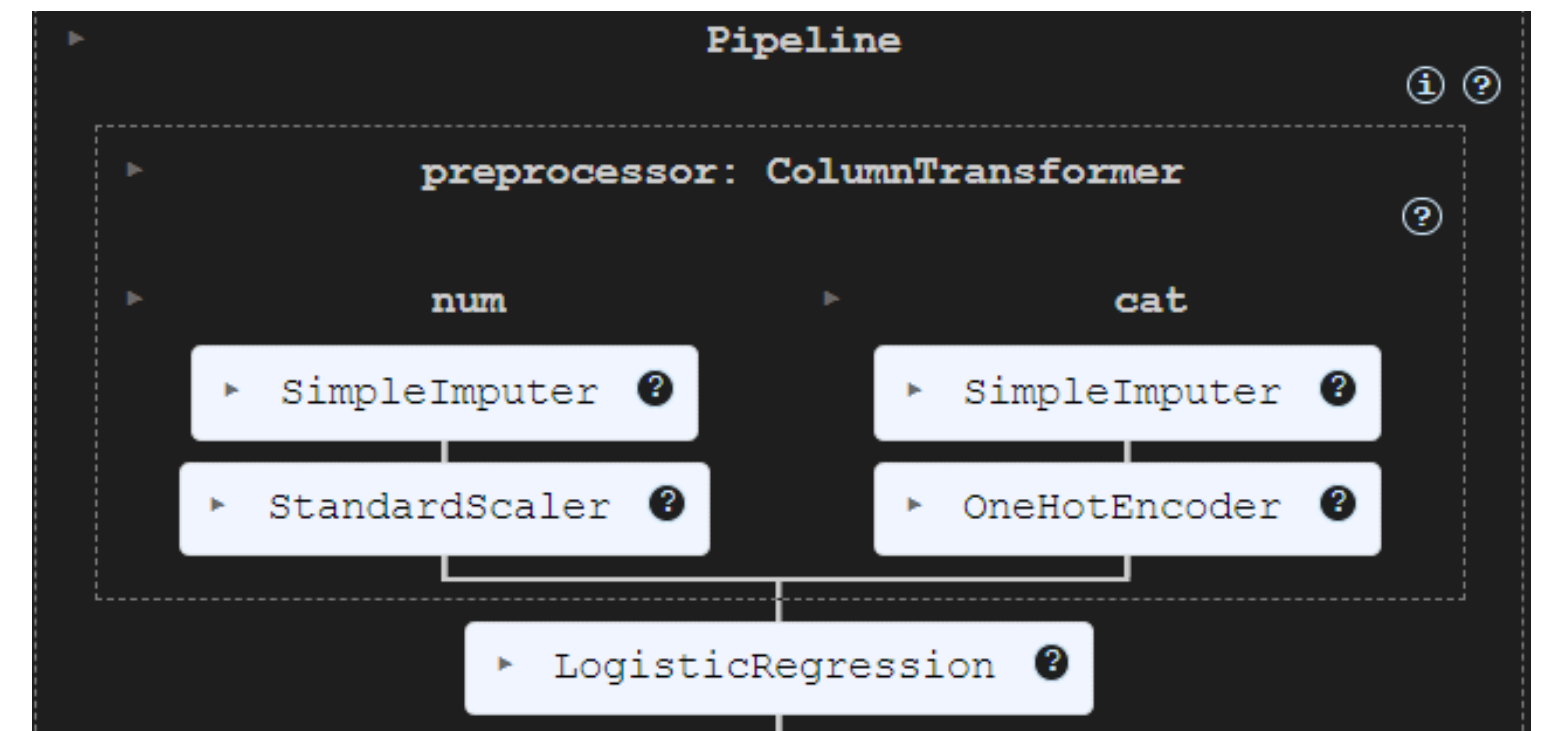 Pipeline
i ?
preprocessor: ColumnTransformer
?
num cat
SimpleImputer ? SimpleImputer ?
StandardScaler ? OneHotEncoder ?
LogisticRegression ?